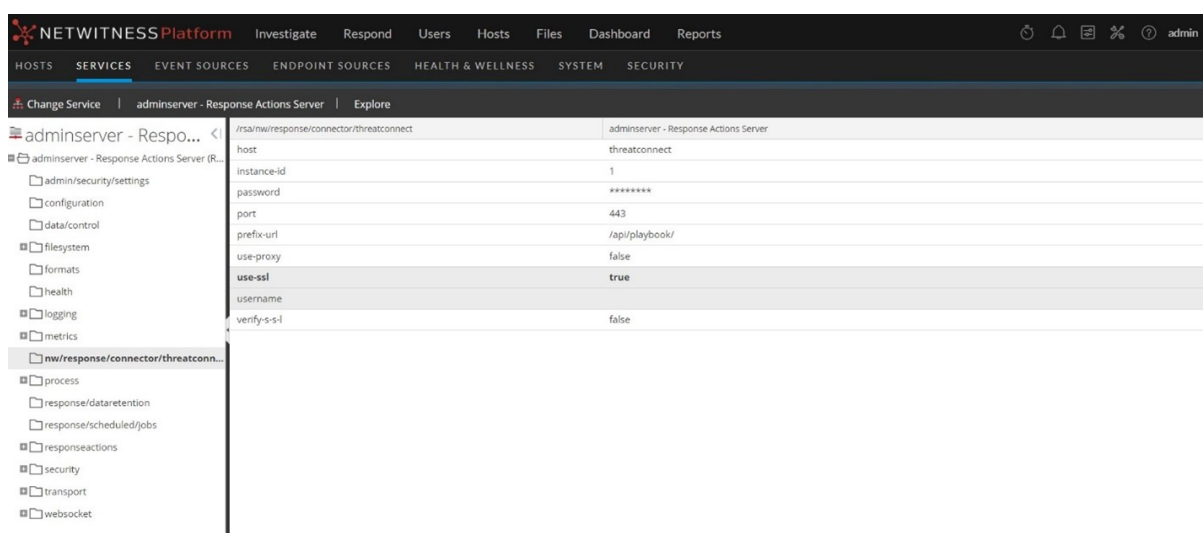 NETWITNESS Platform Investigate Respond Users Hosts Files Dashboard Reports admin
HOSTS SERVICES EVENT SOURCES ENDPOINT SOURCES HEALTH & WELLNESS SYSTEM SECURITY
Change Service | adminserver - Response Actions Server | Explore
adminserver - Respo...
adminserver - Response Actions Server (R...
admin/security/settings
configuration
data/control
filesystem
formats
health
logging
metrics
nw/response/connector/threatconn...
process
response/dataretention
response/scheduled/jobs
responseactions
security
transport
websocket
/rsa/nw/response/connector/threatconnect adminserver - Response Actions Server
host threatconnect
instance-id 1
password ********
port 443
prefix-url /api/playbook/
use-proxy false
use-ssl true
username
verify-s-s-l false